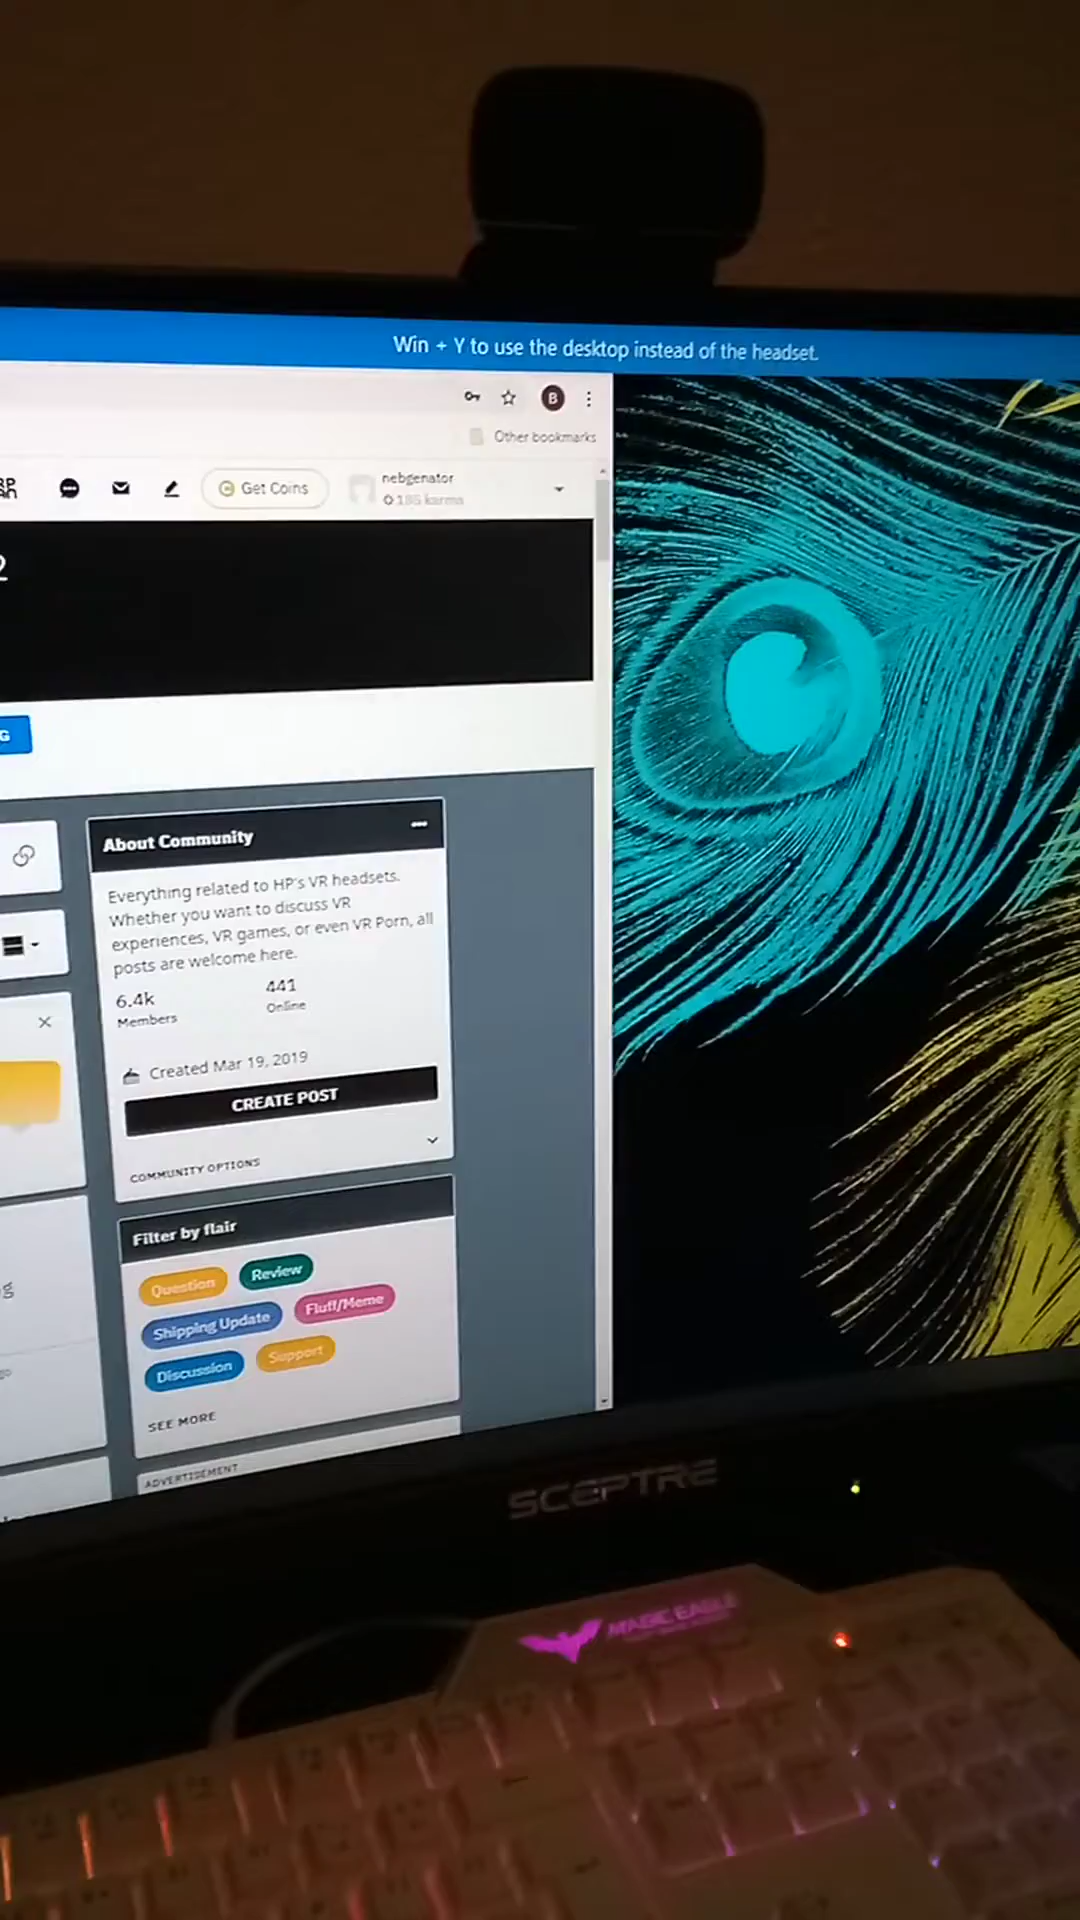 Win + Y to use the desktop instead of the headset.
B
Other bookmarks
Get Coins
nebgenator
185 karma
2
G
About Community
Everything related to HP's VR headsets.
Whether you want to discuss VR
experiences, VR games, or even VR Porn, all
posts are welcome here.
6.4k
441
Members
Online
Created Mar 19, 2019
CREATE POST
COMMUNITY OPTIONS
Filter by flair
Question
Review
Shipping Update
Fluff/Meme
Discussion
Support
SEE MORE
ADVERTISEMENT
SCEPTRE
MAGIC EAGLE